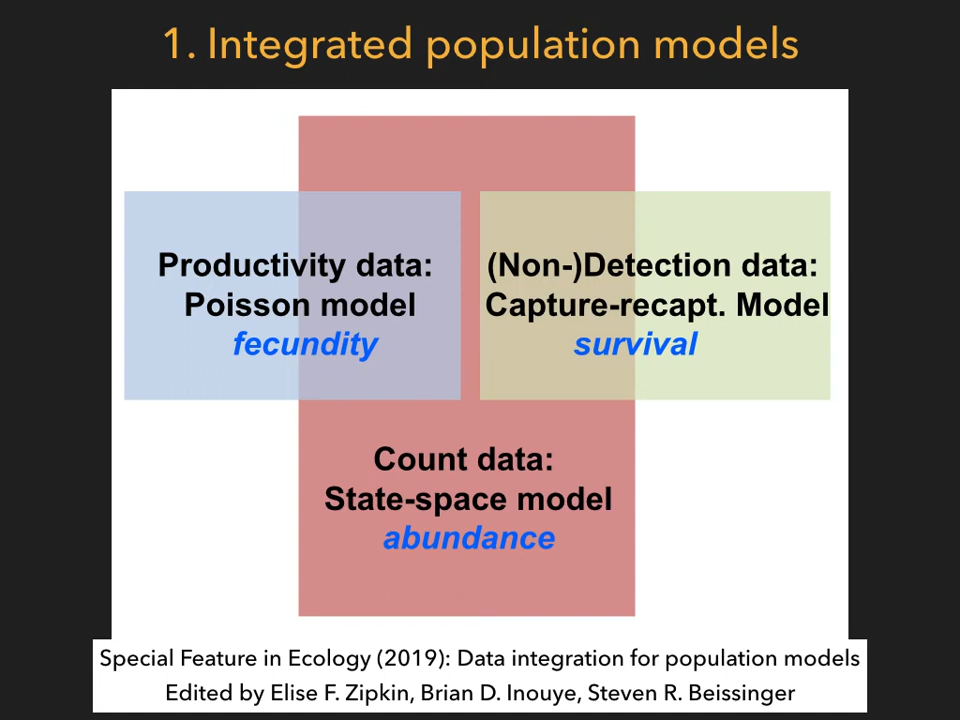 1. Integrated population models
Productivity data:
Poisson model
fecundity
(Non-)Detection data:
Capture-recapt. Model
survival
Count data:
State-space model
abundance
Special Feature in Ecology (2019): Data integration for population models
Edited by Elise F. Zipkin, Brian D. Inouye, Steven R. Beissinger